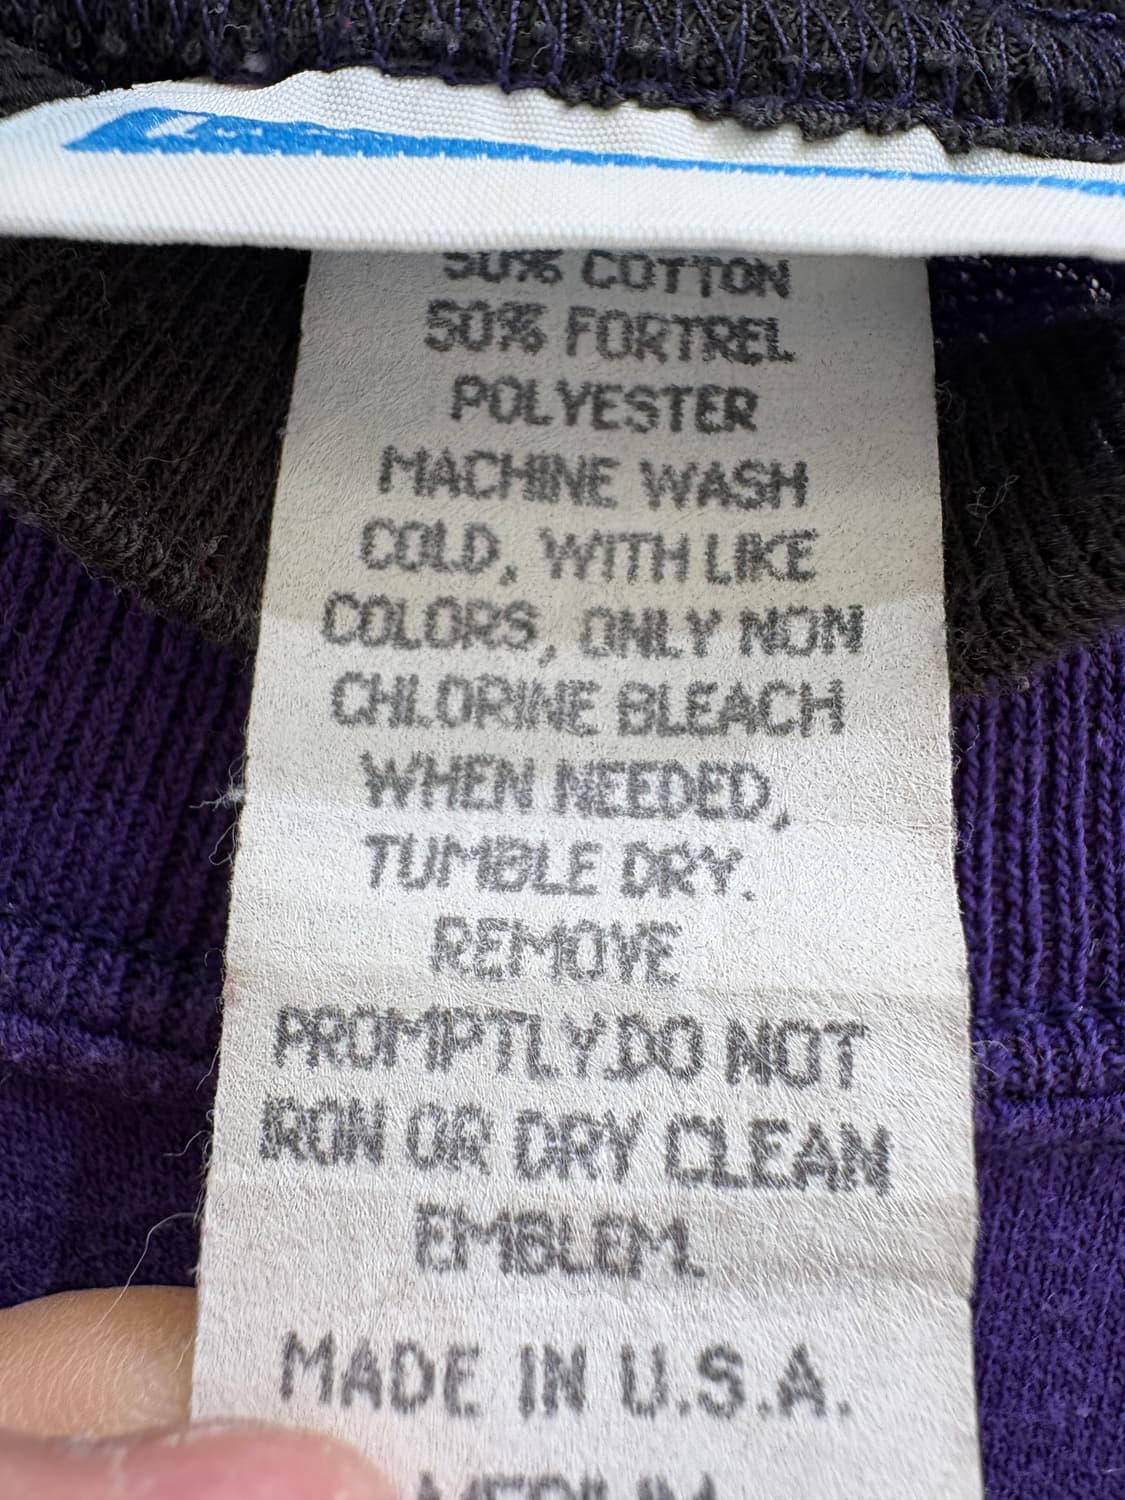 50% COTTON
50% FORTREL
POLYESTER
MACHINE WASH
COLD, WITH LIKE
COLORS, ONLY NON
CHLORINE BLEACH
WHEN NEEDED,
TUMBLE DRY.
REMOVE
PROMPTLY.DO NOT
IRON OR DRY CLEAN
EMBLEM.
MADE IN U.S.A.
MEDIUM